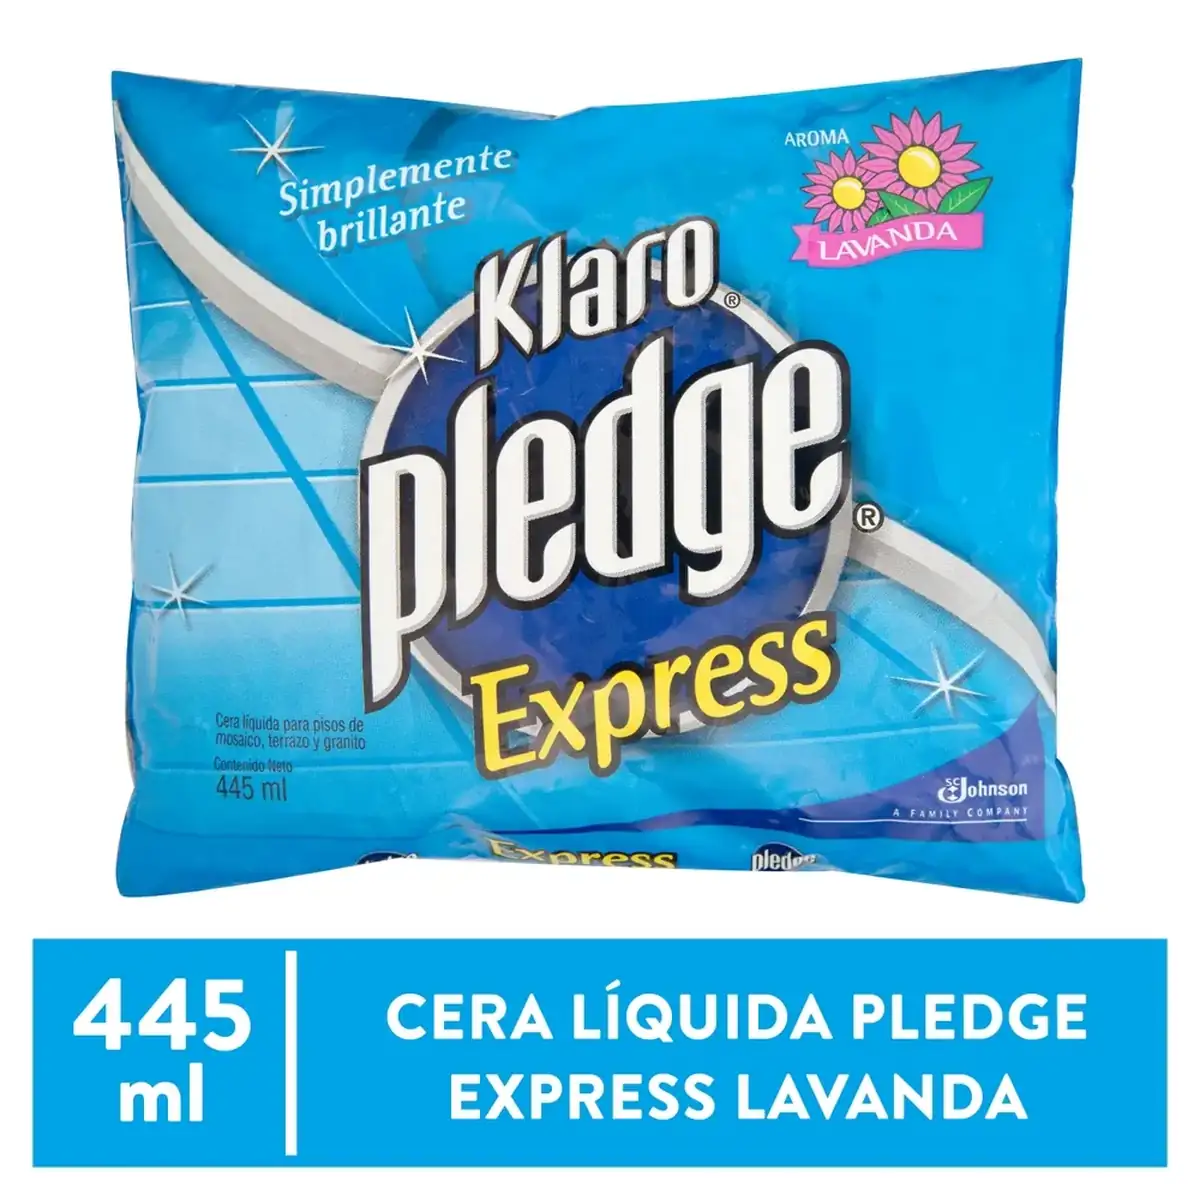 Simplemente
brillante
AROMA
LAVANDA
Klaro®
pledge®
Express
Cera líquida para pisos de
mosaico, terrazo y granito
Contenido Neto
445 ml
SC Johnson
A FAMILY COMPANY
Express
pledge
445
ml
CERA LÍQUIDA PLEDGE
EXPRESS LAVANDA